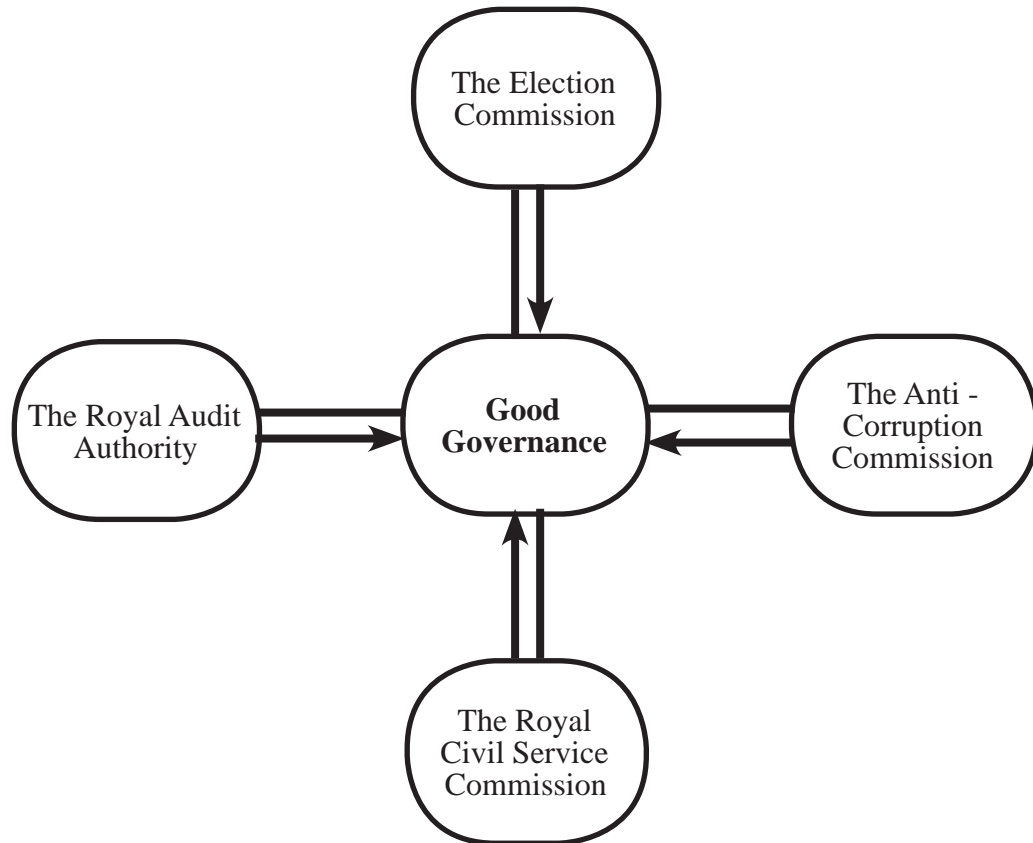 The Election
Commission
The Royal Audit
Authority
Good
Governance
The Anti -
Corruption
Commission
The Royal
Civil Service
Commission